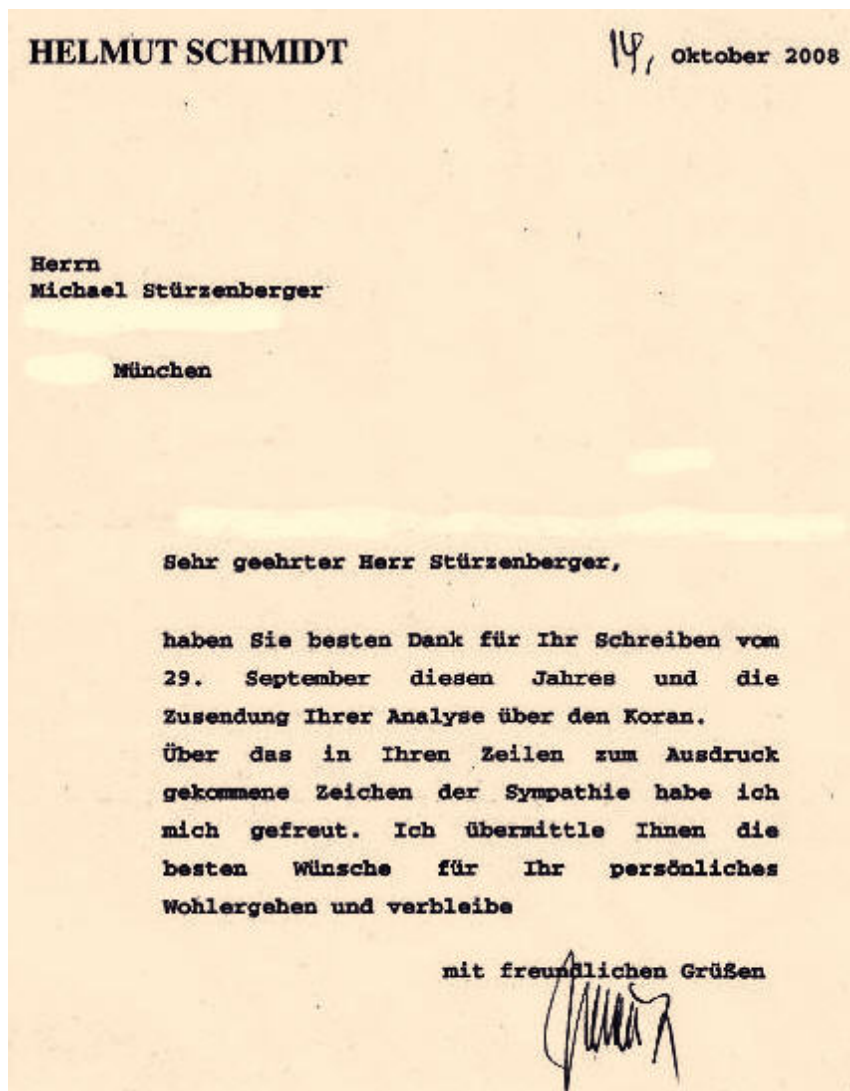 HELMUT SCHMIDT
14, Oktober 2008
Herrn
Michael Stürzenberger
München
Sehr geehrter Herr Stürzenberger,
haben Sie besten Dank für Ihr Schreiben vom
29. September diesen Jahres und die
Zusendung Ihrer Analyse über den Koran.
Über das in Ihren Zeilen zum Ausdruck
gekommene Zeichen der Sympathie habe ich
mich gefreut. Ich übermittle Ihnen die
besten Wünsche für Ihr persönliches
Wohlergehen und verbleibe
mit freundlichen Grüßen